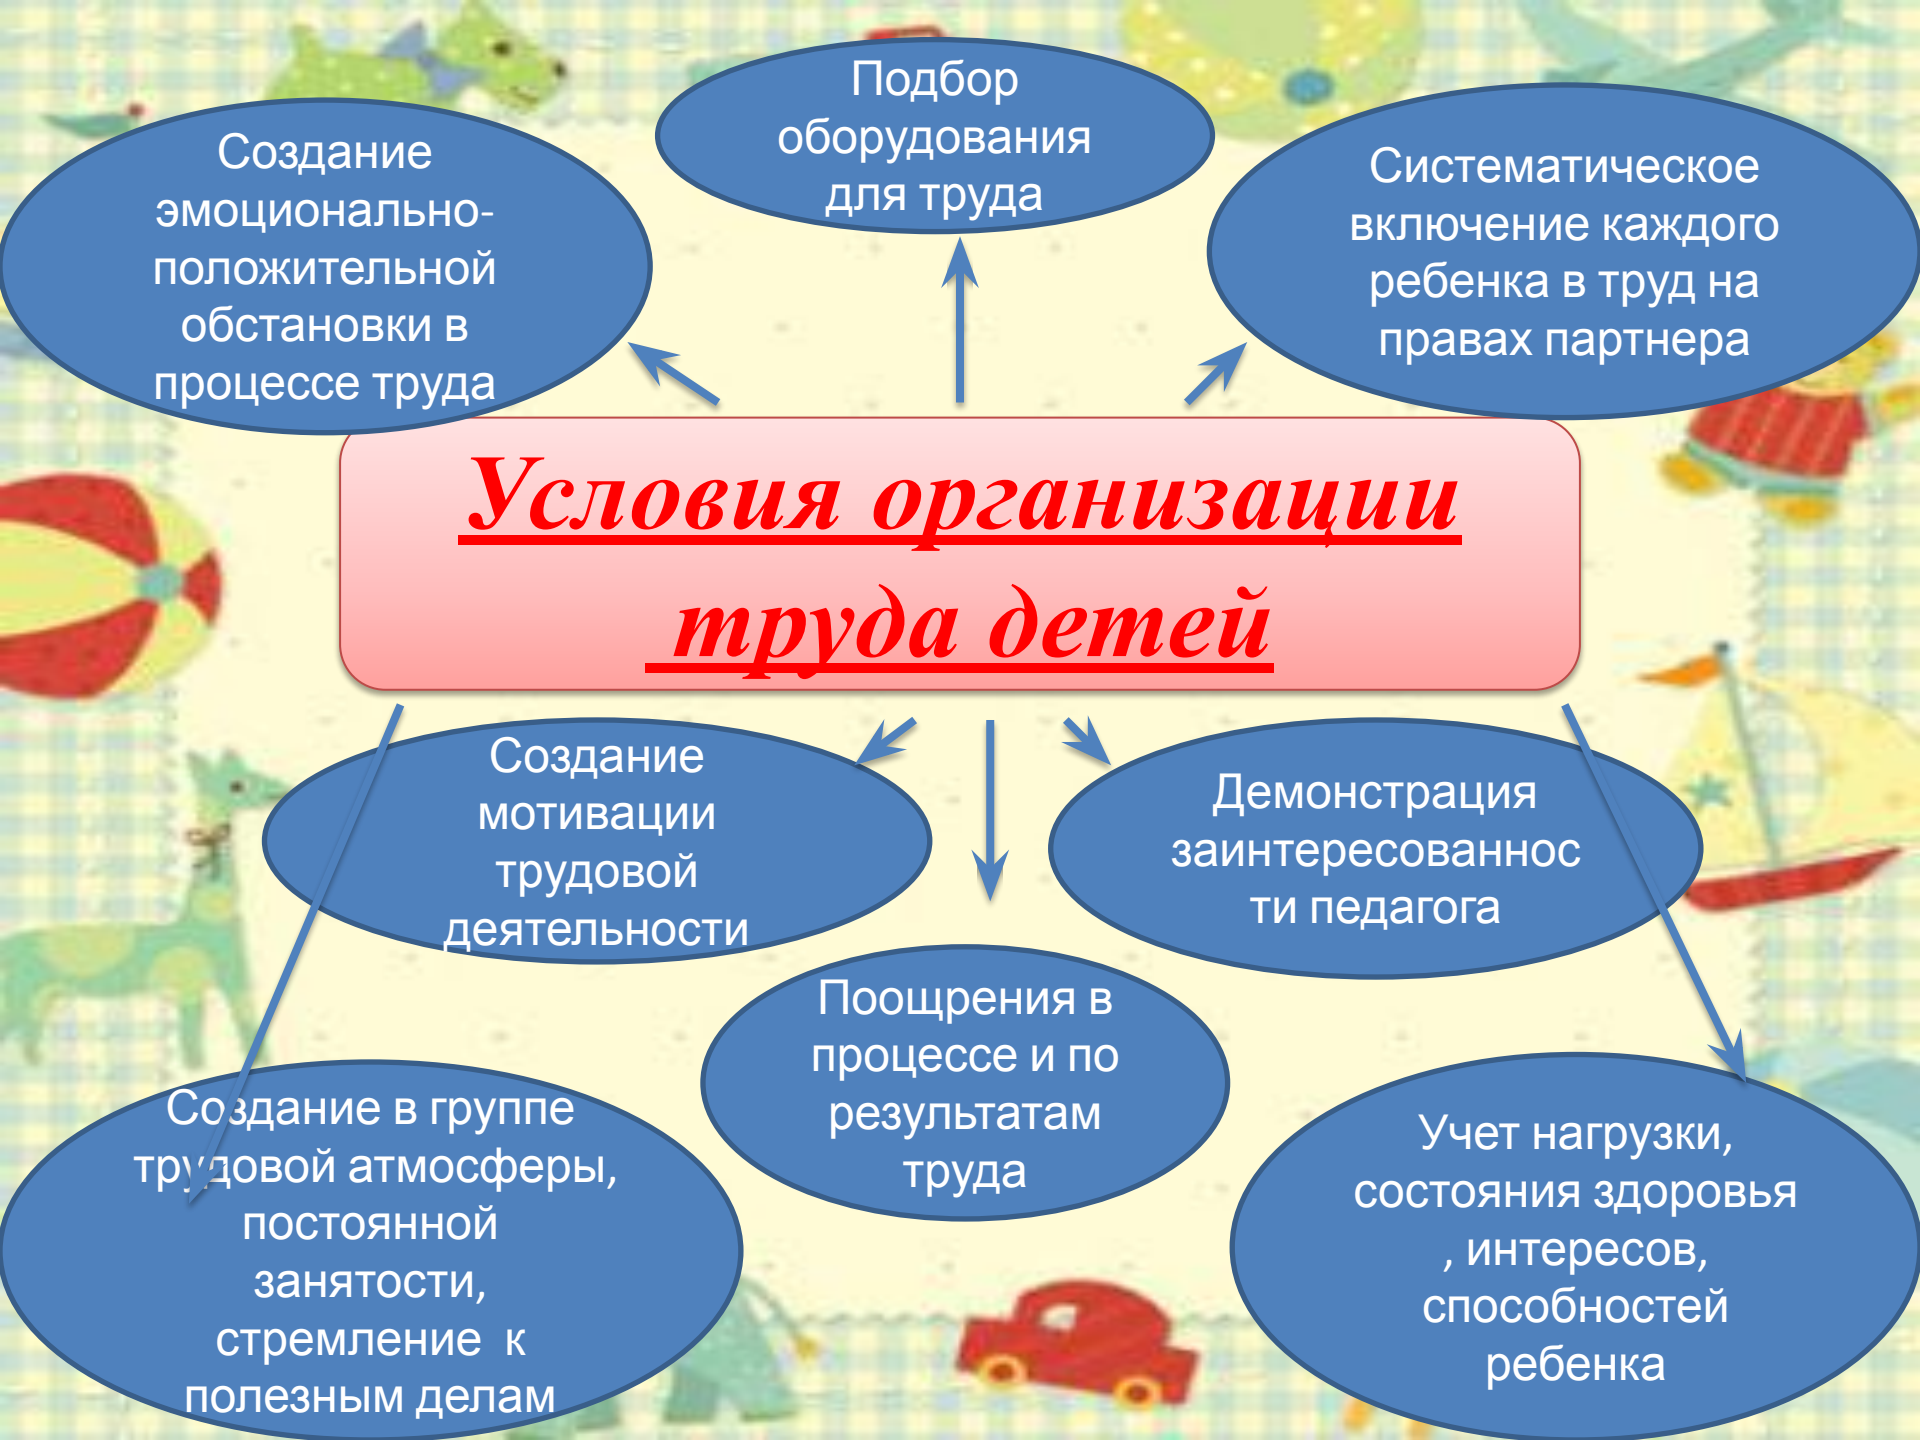 Создание
эмоционально-
положительной
обстановки в
процессе труда
Подбор
оборудования
для труда
Систематическое
включение каждого
ребенка в труд на
правах партнера
Условия организации
труда детей
Создание
мотивации
трудовой
деятельности
Демонстрация
заинтересованнос
ти педагога
Поощрения в
процессе и по
результатам
труда
Создание в группе
трудовой атмосферы,
постоянной
занятости,
стремление к
полезным делам
Учет нагрузки,
состояния здоровья
, интересов,
способностей
ребенка